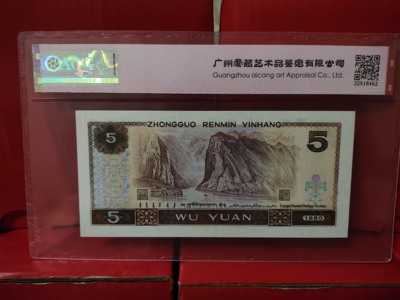 广州爱藏艺术品鉴定有限公司
Guangzhou aicang art Appraisal Co., Ltd.
22519462
ZHONGGUO RENMIN YINHANG
5
5
5
WU YUAN
1980